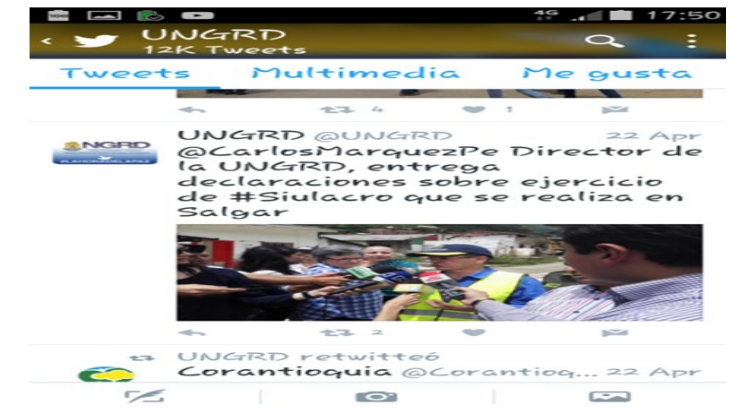 100
4G
17:50
UNGRD
12K Tweets
Tweets Multimedia Me gusta
4 1
NGRD
UNGRD @UNGRD 22 Apr
@CarlosMarquezPe Director de
la UNGRD, entrega
declaraciones sobre ejercicio
de #Siulacro que se realiza en
Salgar
2
UNGRD retwitteó
Corantioquia @Corantioq... 22 Apr